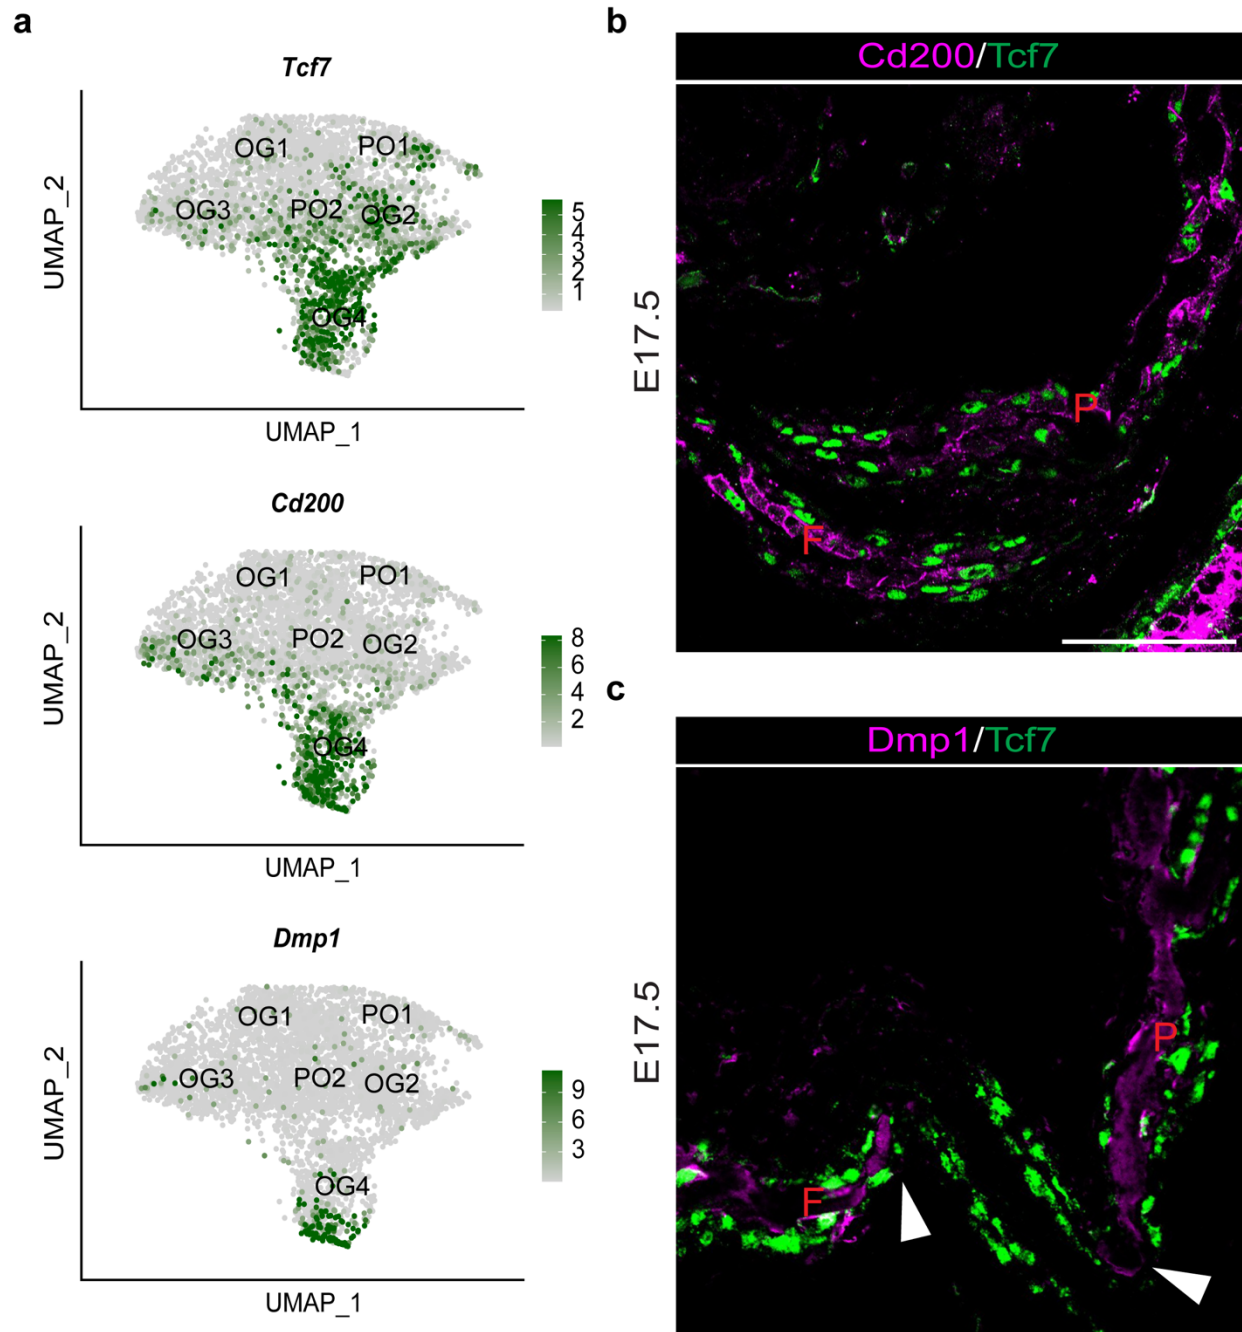 a
Tcf7
OG1
PO1
OG3
PO2
OG2
OG4
UMAP_2
UMAP_1
5
4
3
2
1
Cd200
OG1
PO1
OG3
PO2
OG2
OG4
UMAP_2
UMAP_1
8
6
4
2
Dmp1
OG1
PO1
OG3
PO2
OG2
OG4
UMAP_2
UMAP_1
9
6
3
b
Cd200/Tcf7
E17.5
P
F
c
Dmp1/Tcf7
E17.5
P
F